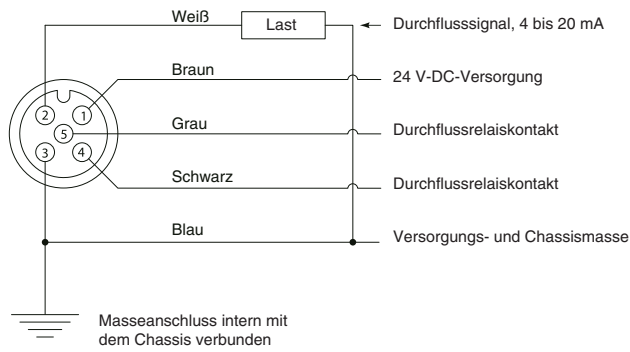 Weiß
Last
Durchflusssignal, 4 bis 20 mA
Braun
24 V-DC-Versorgung
2
1
Grau
5
Durchflussrelaiskontakt
3
4
Schwarz
Durchflussrelaiskontakt
Blau
Versorgungs- und Chassismasse
Masseanschluss intern mit
dem Chassis verbunden